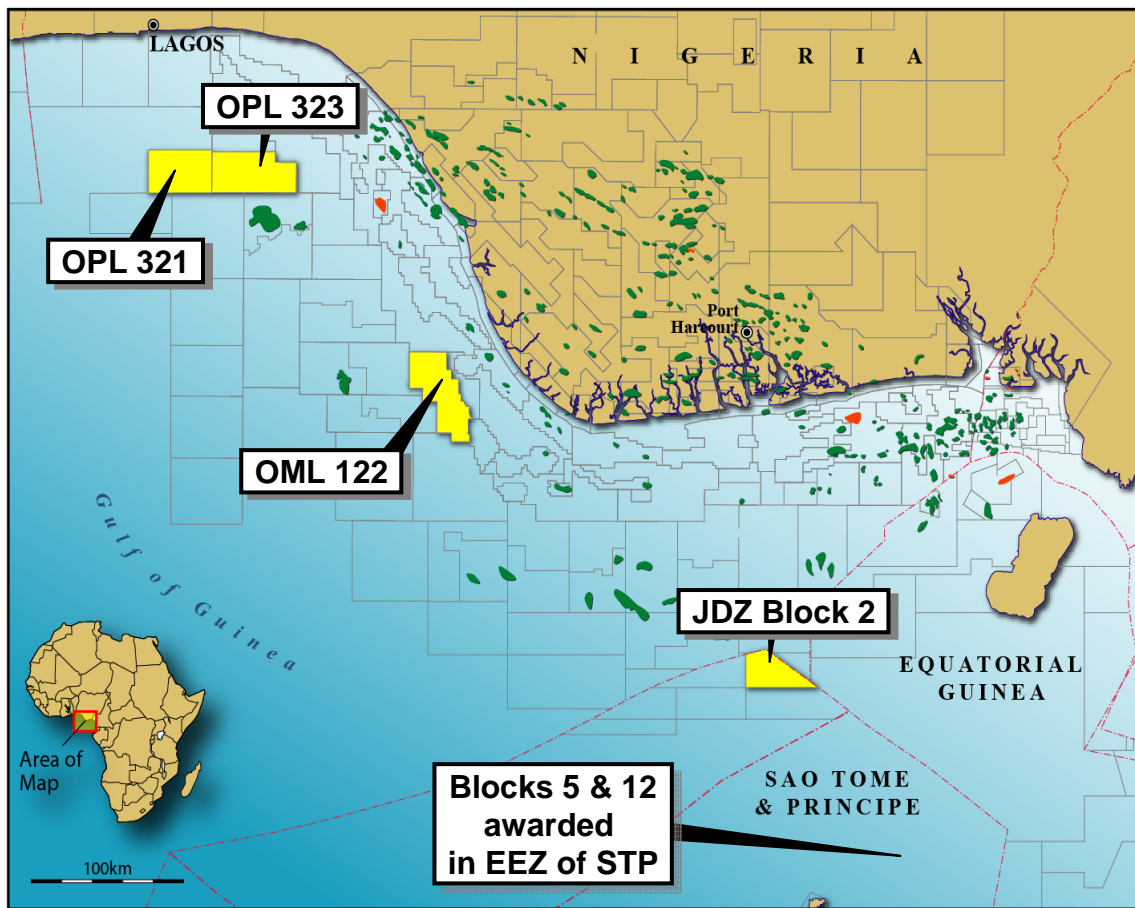 LAGOS
NIGERIA
OPL 323
OPL 321
Port
Harcourt
OML 122
Gulf of Guinea
JDZ Block 2
EQUATORIAL
GUINEA
Area of
Map
SAO TOME
& PRINCIPE
Blocks 5 & 12
awarded
in EEZ of STP
100km